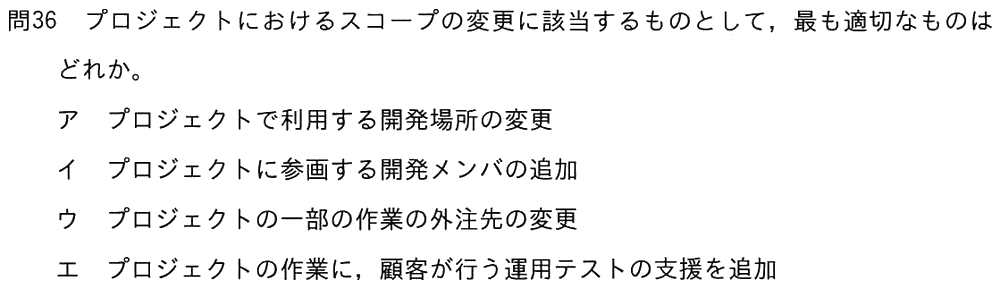 問36　プロジェクトにおけるスコープの変更に該当するものとして，最も適切なものは
どれか。
ア　プロジェクトで利用する開発場所の変更
イ　プロジェクトに参画する開発メンバの追加
ウ　プロジェクトの一部の作業の外注先の変更
エ　プロジェクトの作業に，顧客が行う運用テストの支援を追加